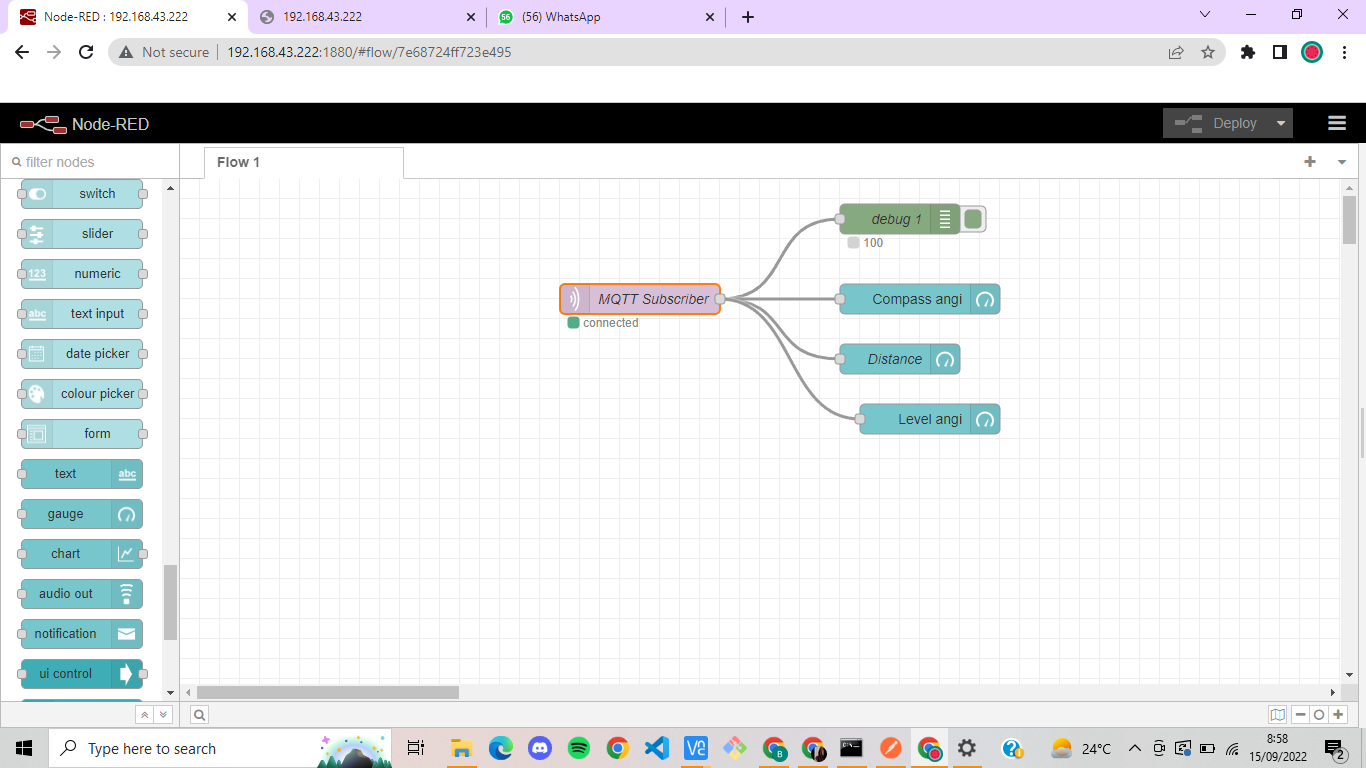 Node-RED : 192.168.43.222
192.168.43.222
(56) WhatsApp
Not secure
192.168.43.222:1880/#flow/7e68724ff723e495
Node-RED
Deploy
filter nodes
Flow 1
switch
slider
123 numeric
abc text input
date picker
colour picker
form
text abc
gauge
chart
audio out
notification
ui control
debug 1
100
MQTT Subscriber
connected
Compass angi
Distance
Level angi
Type here to search
24°C
8:58
15/09/2022
2